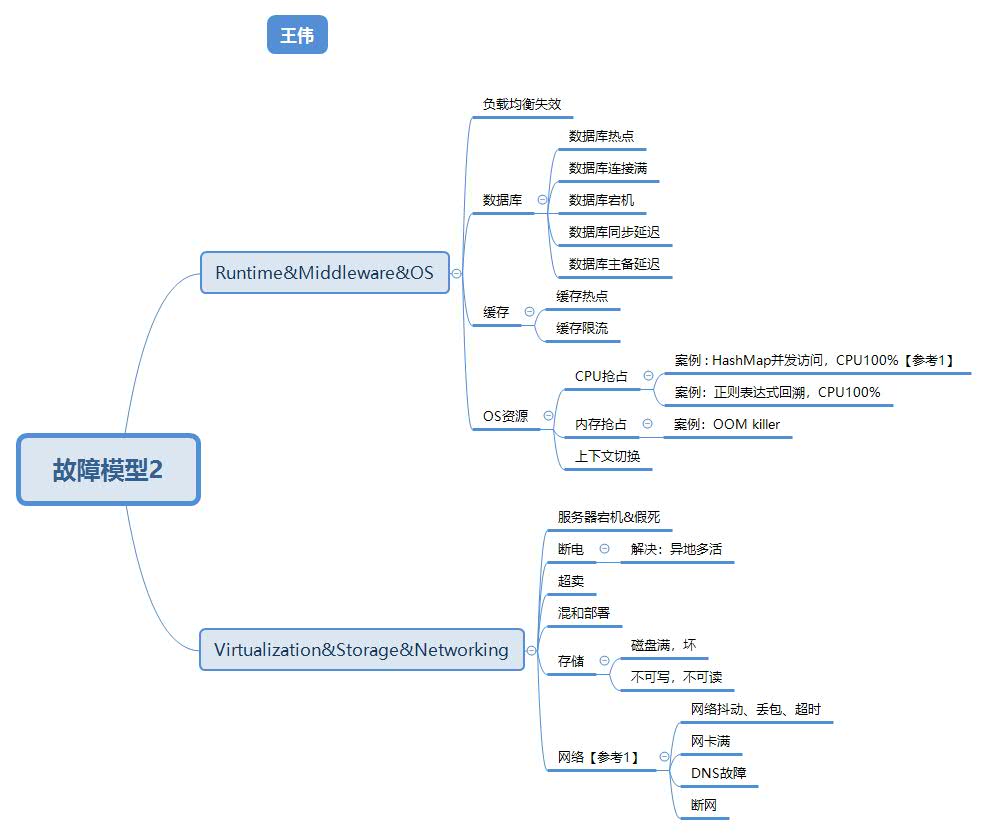 王伟
故障模型2
Runtime&Middleware&OS
负载均衡失效
数据库
数据库热点
数据库连接满
数据库宕机
数据库同步延迟
数据库主备延迟
缓存
缓存热点
缓存限流
OS资源
CPU抢占
案例：HashMap并发访问，CPU100%【参考1】
案例：正则表达式回溯，CPU100%
内存抢占
案例：OOM killer
上下文切换
Virtualization&Storage&Networking
服务器宕机&假死
断电
解决：异地多活
超卖
混和部署
存储
磁盘满，坏
不可写，不可读
网络【参考1】
网络抖动、丢包、超时
网卡满
DNS故障
断网